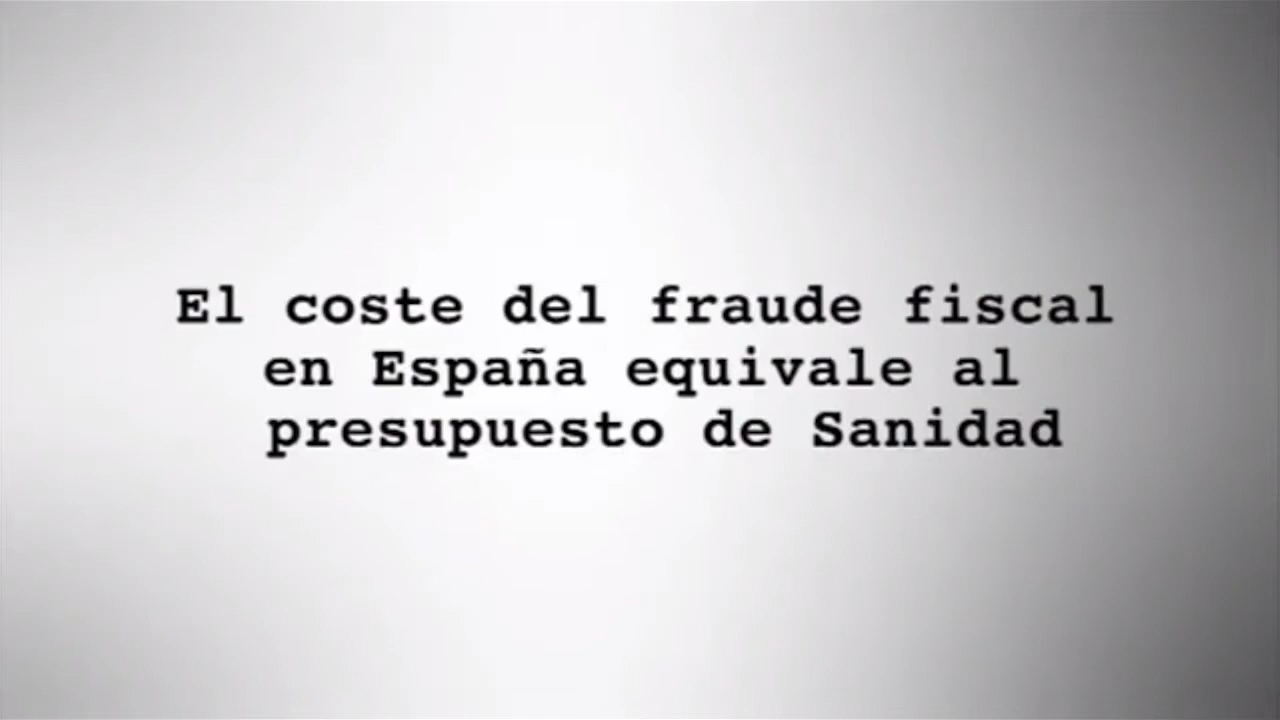 El coste del fraude fiscal
en España equivale al
presupuesto de Sanidad